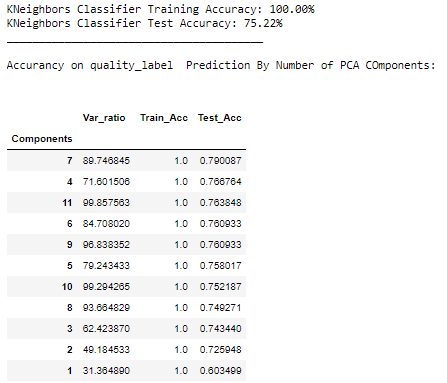 KNeighbors Classifier Training Accuracy: 100.00%
KNeighbors Classifier Test Accuracy: 75.22%
Accurancy on quality_label  Prediction By Number of PCA COmponents:
Var_ratio Train_Acc Test_Acc
Components
7 89.746845 1.0 0.790087
4 71.601506 1.0 0.766764
11 99.857563 1.0 0.763848
6 84.708020 1.0 0.760933
9 96.838352 1.0 0.760933
5 79.243433 1.0 0.758017
10 99.294265 1.0 0.752187
8 93.664829 1.0 0.749271
3 62.423870 1.0 0.743440
2 49.184533 1.0 0.725948
1 31.364890 1.0 0.603499